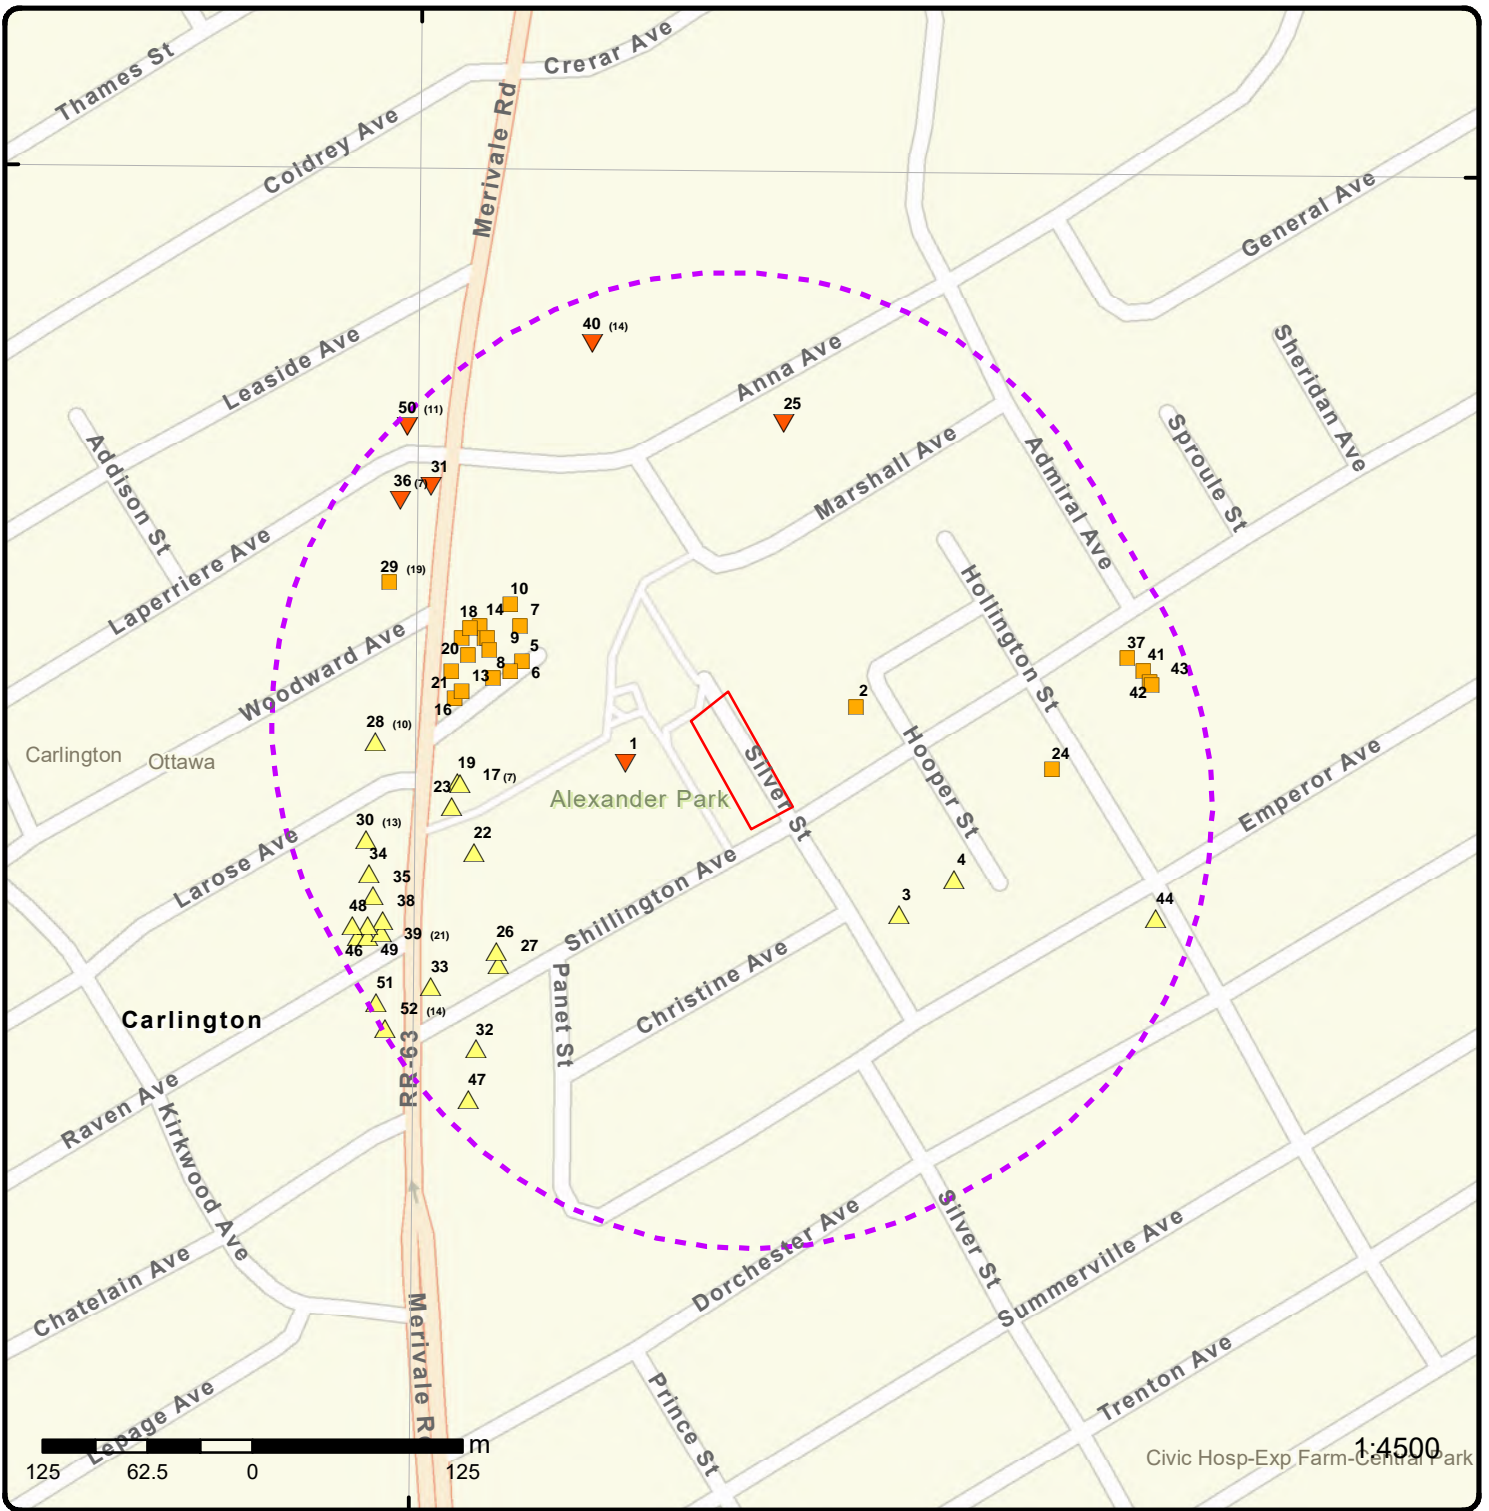 Thames St
Crerar Ave
Merivale Rd
Coldrey Ave
General Ave
40 (14)
Leaside Ave
Anna Ave
Sheridan Ave
50 (11)
25
Addison St
Sproule St
Marshall Ave
Admiral Ave
31
36 (7)
Laperriere Ave
29 (19)
10
18 14 7
Hollington St
20 9 5
8
6
21 13
16
37
41
43
42
Woodward Ave
2
28 (10)
1
Silver St
Hooper St
24
Carlington Ottawa
19
17 (7)
23
Alexander Park
Emperor Ave
30 (13)
22
Larose Ave
34
35
4
3
44
38
48
39 (21)
46 49
Shillington Ave
26
27
33
51
Christine Ave
Panet St
52 (14)
Carlington
RR-63
32
47
Raven Ave
Kirkwood Ave
Silver St
Dorchester Ave
Summerville Ave
Chatelain Ave
Merivale Rd
Trenton Ave
Lepage Ave
Prince St
m
125 62.5 0 125
1:4500
Civic Hosp-Exp Farm-Central Park